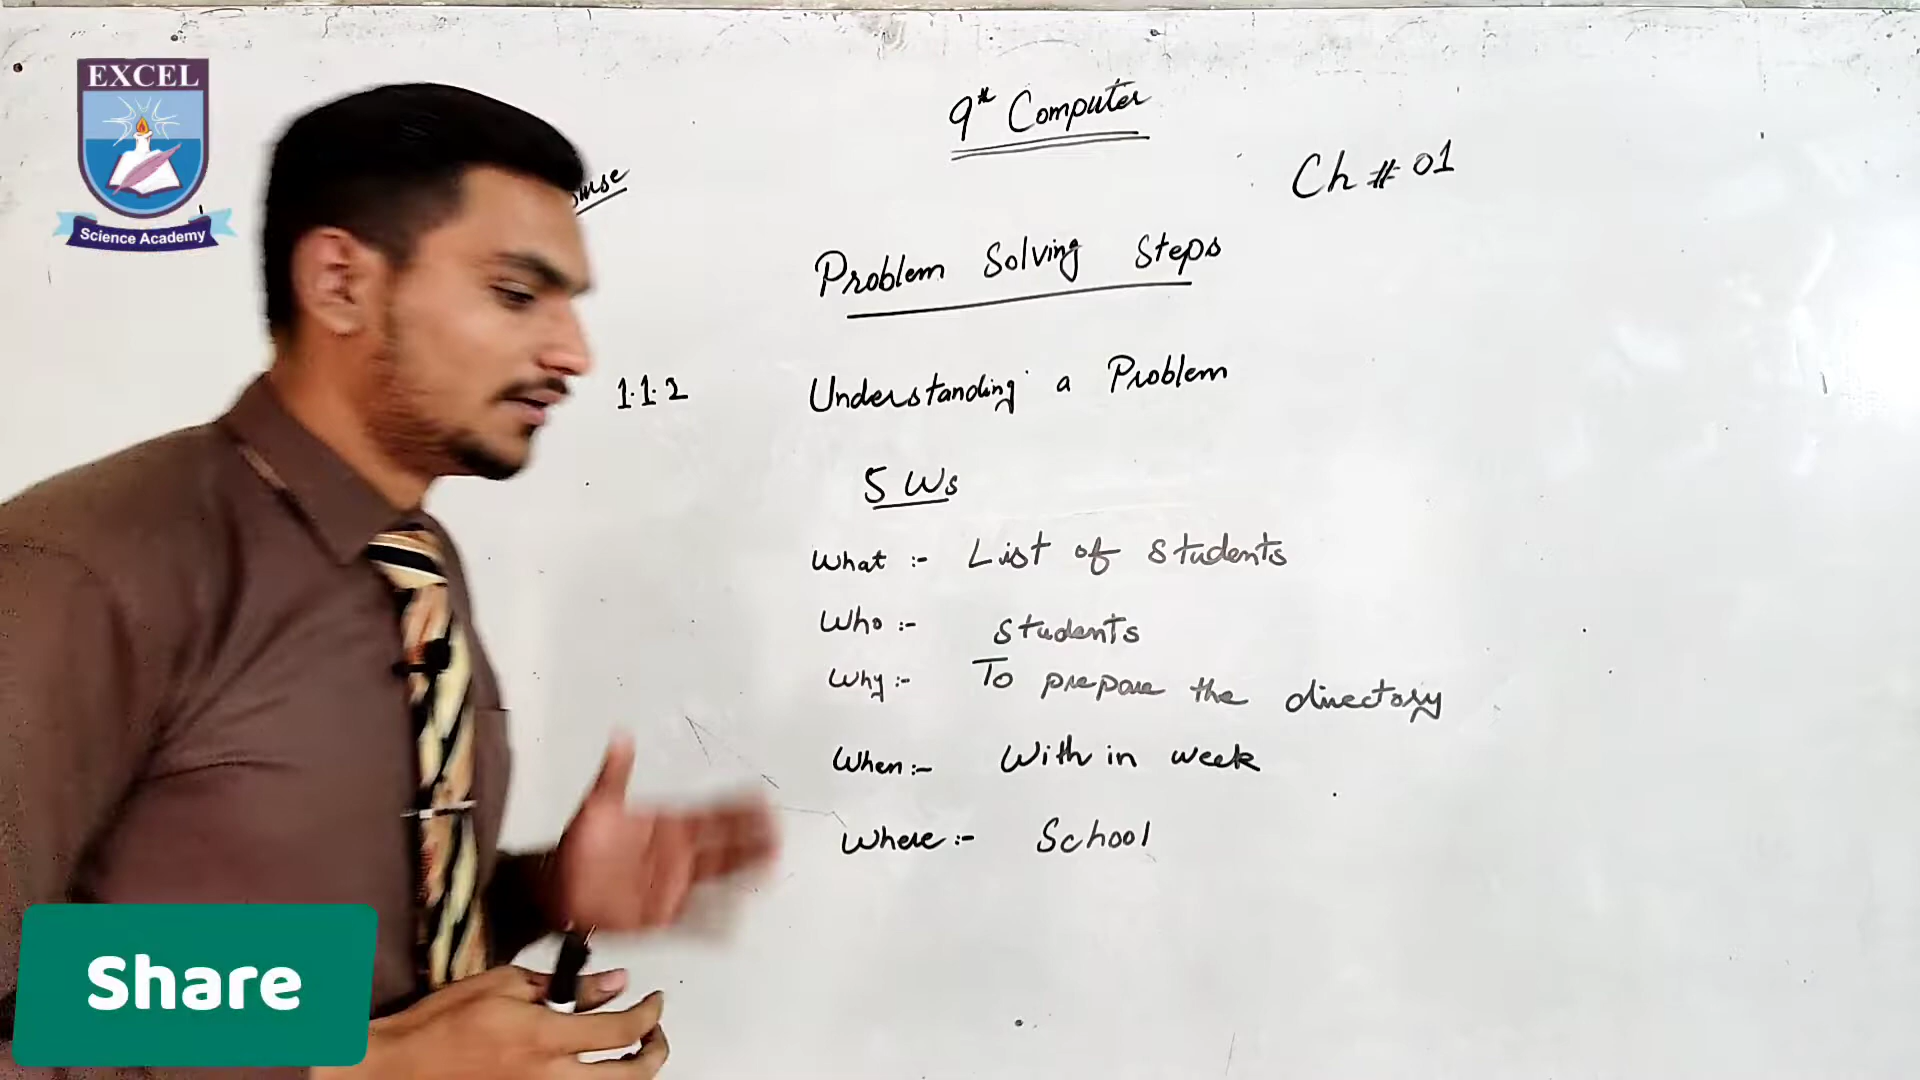 EXCEL
Science Academy
9th Computer
Ch # 01
Problem Solving Steps
1.1.2 Understanding a Problem
5 Ws
What :- List of students
Who :- Students
Why :- To prepare the directory
When :- With in week
Where :- School
Share